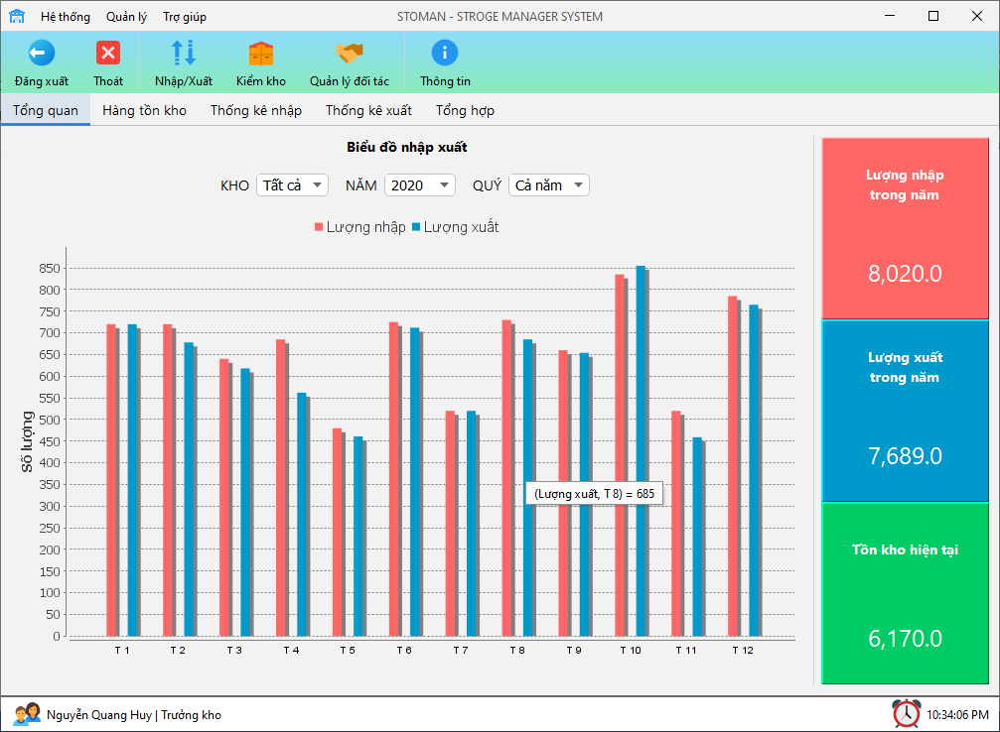 STOMAN - STROGE MANAGER SYSTEM
Hệ thống Quản lý Trợ giúp
Đăng xuất Thoát Nhập/Xuất Kiểm kho Quản lý đối tác Thông tin
Tổng quan Hàng tồn kho Thống kê nhập Thống kê xuất Tổng hợp
Biểu đồ nhập xuất
KHO Tất cả NĂM 2020 QUÝ Cả năm
Lượng nhập Lượng xuất
Số lượng
850
800
750
700
650
600
550
500
450
400
350
300
250
200
150
100
50
0
(Lượng xuất, T 8) = 685
T 1 T 2 T 3 T 4 T 5 T 6 T 7 T 8 T 9 T 10 T 11 T 12
Lượng nhập
trong năm
8,020.0
Lượng xuất
trong năm
7,689.0
Tồn kho hiện tại
6,170.0
Nguyễn Quang Huy | Trưởng kho
10:34:06 PM